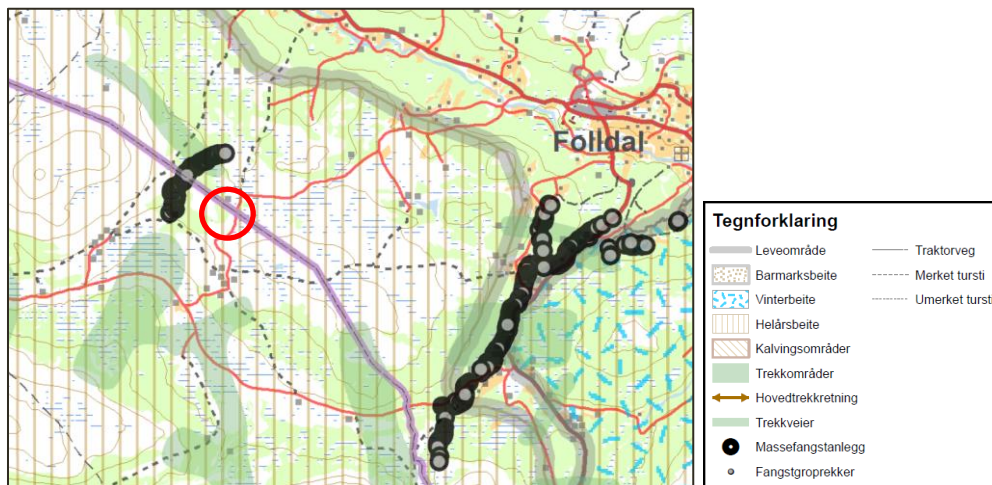 Folldal
Tegnforklaring
Leveområde
Barmarksbeite
Vinterbeite
Helårsbeite
Kalvingsområder
Trekkområder
Hovedtrekkretning
Trekkveier
Massefangstanlegg
Fangstgroprekker
Traktorveg
Merket tursti
Umerket tursti